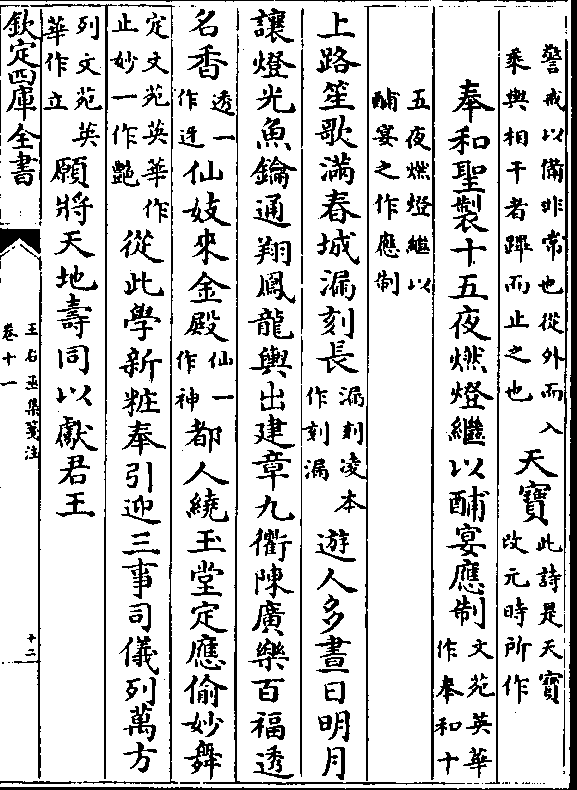 警戒以備非常也從外而入
乘輿相干者蹕而止之也
天寶
此詩是天寶
改元時所作
奉和聖製十五夜燃燈繼以酺宴應制
文苑英華
作奉和十
五夜燃燈繼以
酺宴之作應制
上路笙歌滿春城漏刻長
漏刻凌本
作刻漏
遊人多晝日明月
讓燈光魚鑰通翔鳳龍輿出建章九衢陳廣樂百福透
名香
透一
作迸
仙妓來金殿
仙一
作神
都人繞玉堂定應偷妙舞
定文苑英華作
止妙一作艷
從此學新粧奉引迎三事司儀列萬方
列文苑英
華作立
願將天地壽同以獻君王
欽定四庫全書
王右丞集箋注
卷十一
十二